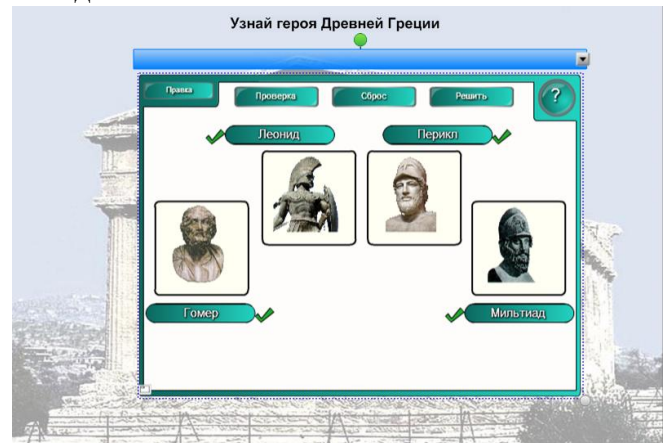 Узнай героя Древней Греции
Правка
Проверка
Сброс
Решить
?
Леонид
Перикл
Гомер
Мильтиад